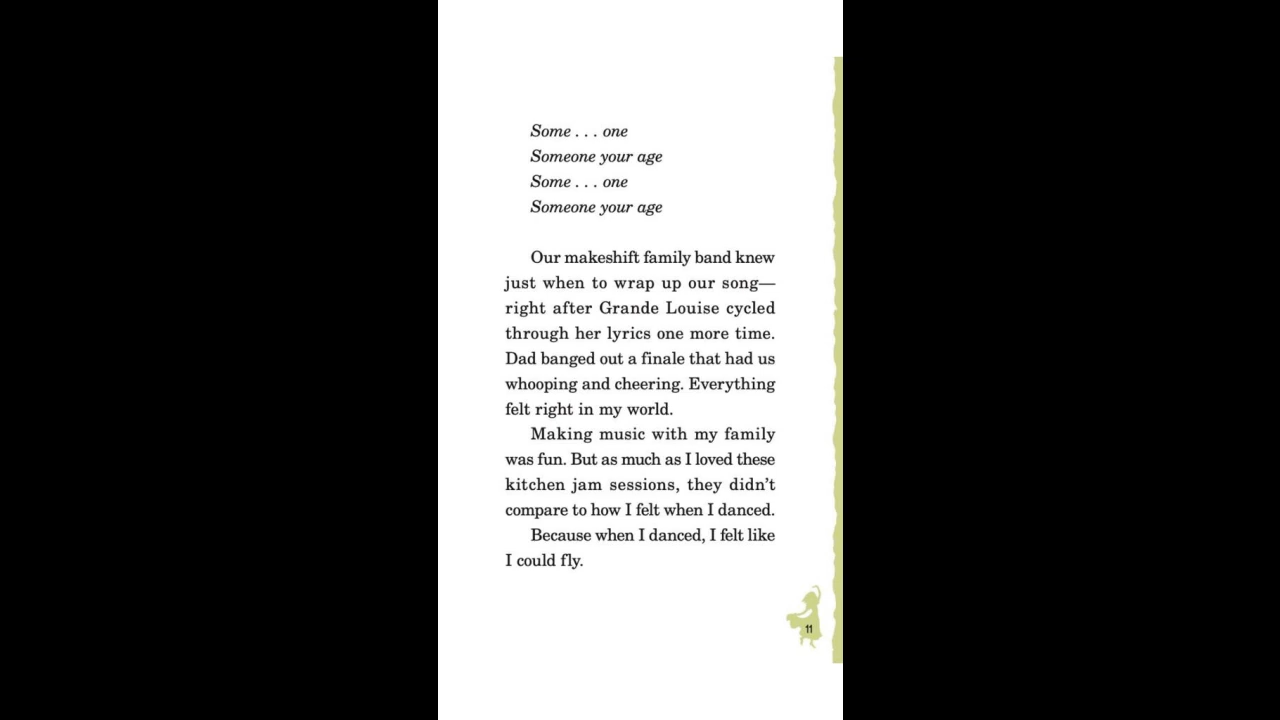 Some . . . one
Someone your age
Some . . . one
Someone your age
Our makeshift family band knew
just when to wrap up our song—
right after Grande Louise cycled
through her lyrics one more time.
Dad banged out a finale that had us
whooping and cheering. Everything
felt right in my world.
Making music with my family
was fun. But as much as I loved these
kitchen jam sessions, they didn’t
compare to how I felt when I danced.
Because when I danced, I felt like
I could fly.
11